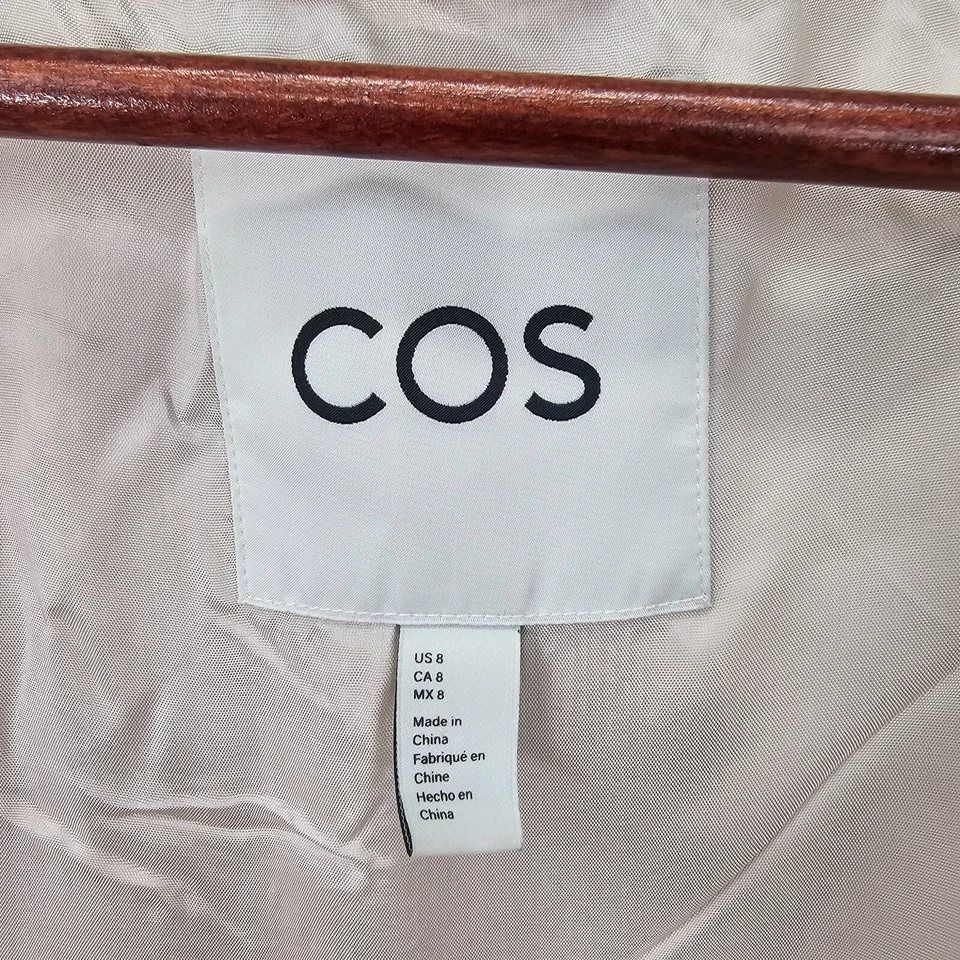 COS
US 8
CA 8
MX 8
Made in
China
Fabriqué en
Chine
Hecho en
China